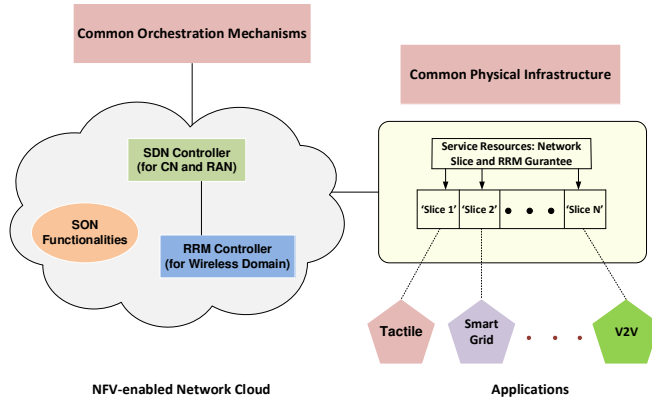 Common Orchestration Mechanisms
Common Physical Infrastructure
SDN Controller
(for CN and RAN)
SON
Functionalities
RRM Controller
(for Wireless Domain)
Service Resources: Network
Slice and RRM Gurantee
'Slice 1'
'Slice 2'
'Slice N'
Tactile
Smart
Grid
V2V
NFV-enabled Network Cloud
Applications